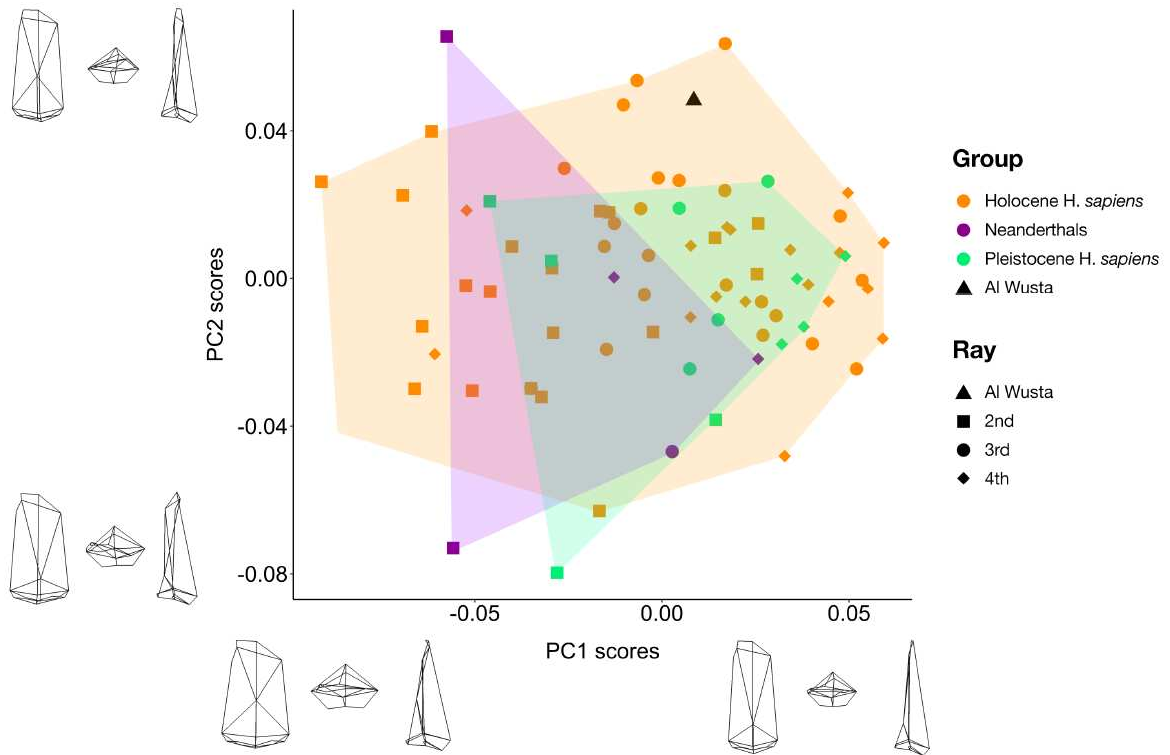 0.04
0.00
-0.04
-0.08
PC2 scores
-0.05
0.00
0.05
PC1 scores
Group
Holocene H. sapiens
Neanderthals
Pleistocene H. sapiens
Al Wusta
Ray
Al Wusta
2nd
3rd
4th